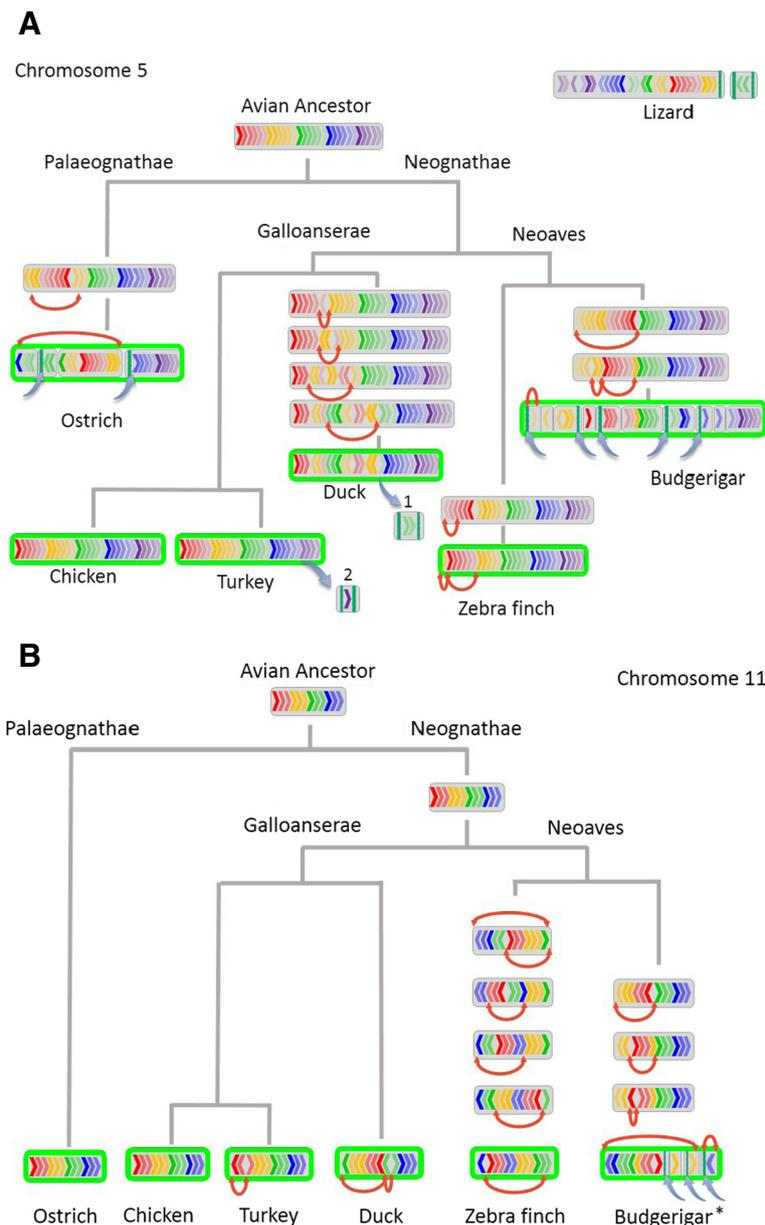 A
Chromosome 5
Lizard
Avian Ancestor
Palaeognathae
Neognathae
Galloanserae
Neoaves
Ostrich
Budgerigar
Duck
1
Chicken
Turkey
2
Zebra finch
B
Avian Ancestor
Chromosome 11
Palaeognathae
Neognathae
Galloanserae
Neoaves
Ostrich
Chicken
Turkey
Duck
Zebra finch
Budgerigar*